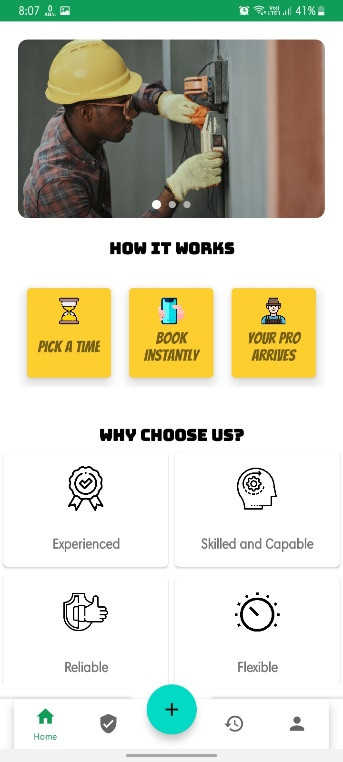 8:07
41%
HOW IT WORKS
PICK A TIME
BOOK
INSTANTLY
YOUR PRO
ARRIVES
WHY CHOOSE US?
Experienced
Skilled and Capable
Reliable
Flexible
Home